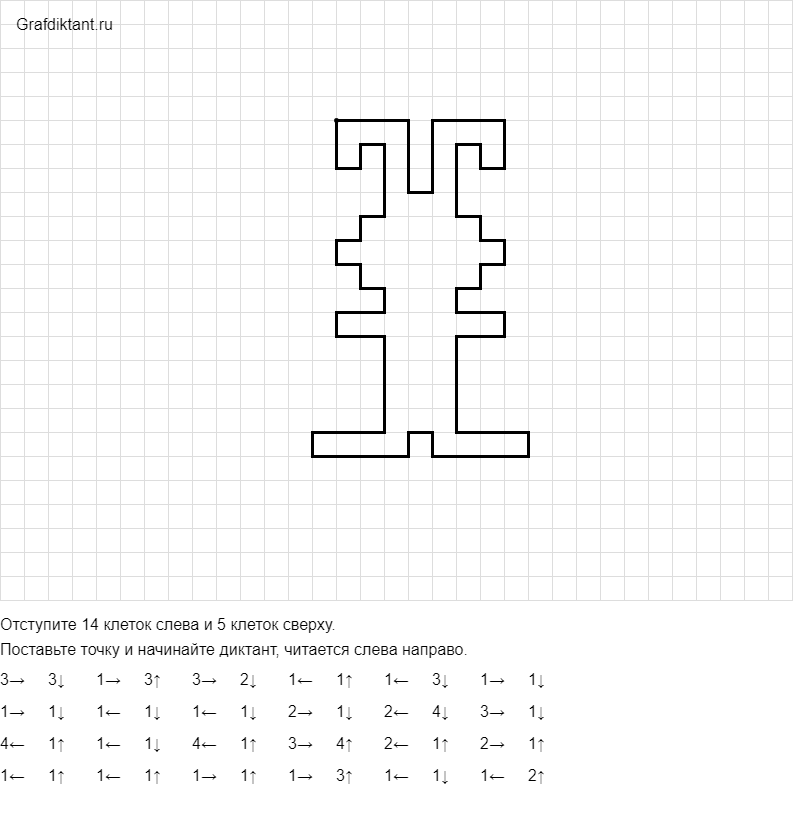 Grafdiktant.ru
Отступите 14 клеток слева и 5 клеток сверху.
Поставьте точку и начинайте диктант, читается слева направо.
3→ 3↓ 1→ 3↑ 3→ 2↓ 1← 1↑ 1← 3↓ 1→ 1↓
1→ 1↓ 1← 1↓ 1← 1↓ 2→ 1↓ 2← 4↓ 3→ 1↓
4← 1↑ 1← 1↓ 4← 1↑ 3→ 4↑ 2← 1↑ 2→ 1↑
1← 1↑ 1← 1↑ 1→ 1↑ 1→ 3↑ 1← 1↓ 1← 2↑